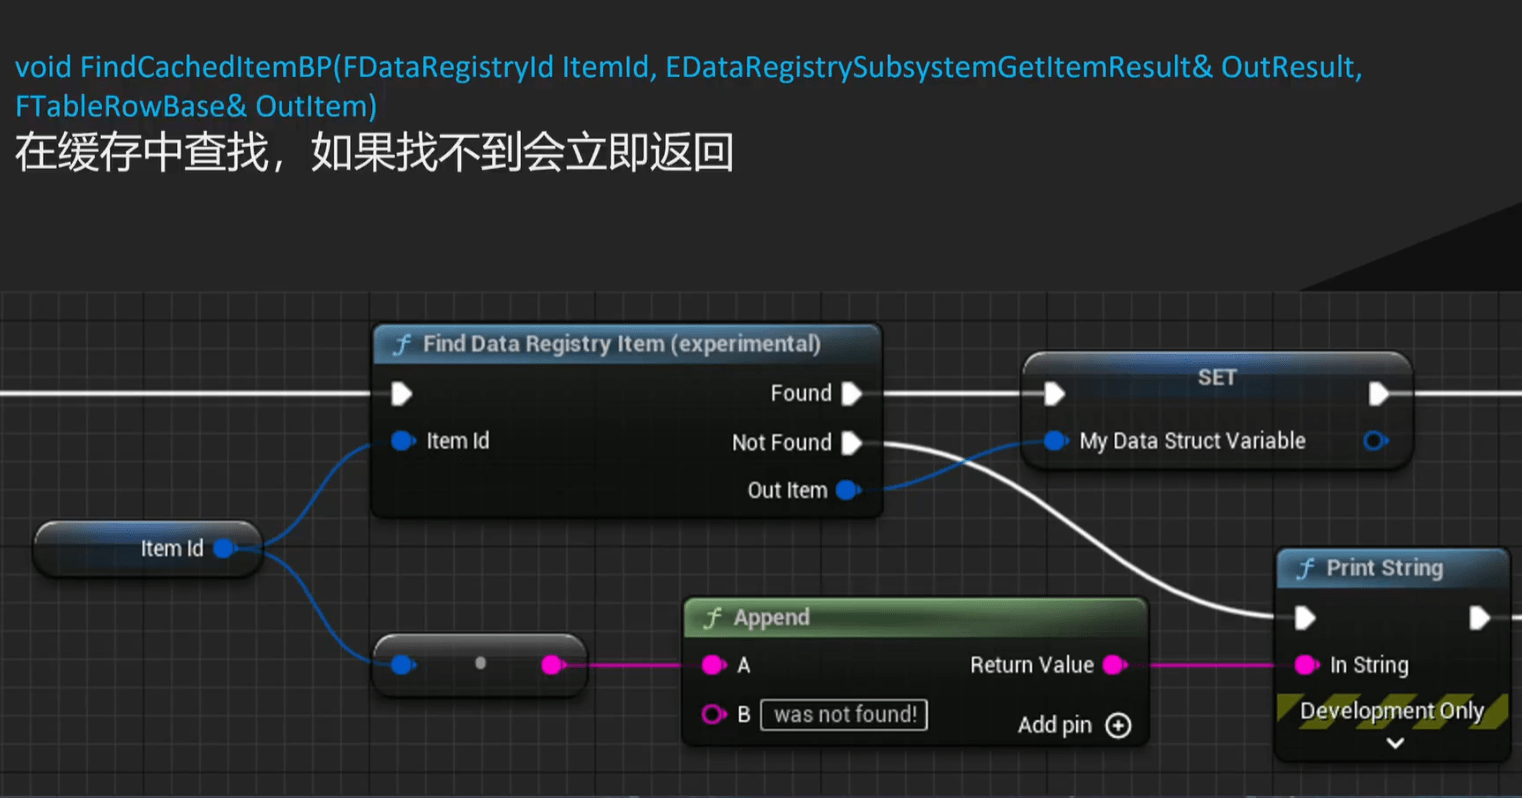 void FindCachedItemBP(FDataRegistryId ItemId, EDataRegistrySubsystemGetItemResult& OutResult,
FTableRowBase& OutItem)
在缓存中查找，如果找不到会立即返回
f Find Data Registry Item (experimental)
Found
Item Id
Not Found
Out Item
SET
My Data Struct Variable
Item Id
f Append
A
Return Value
B was not found!
Add pin
f Print String
In String
Development Only